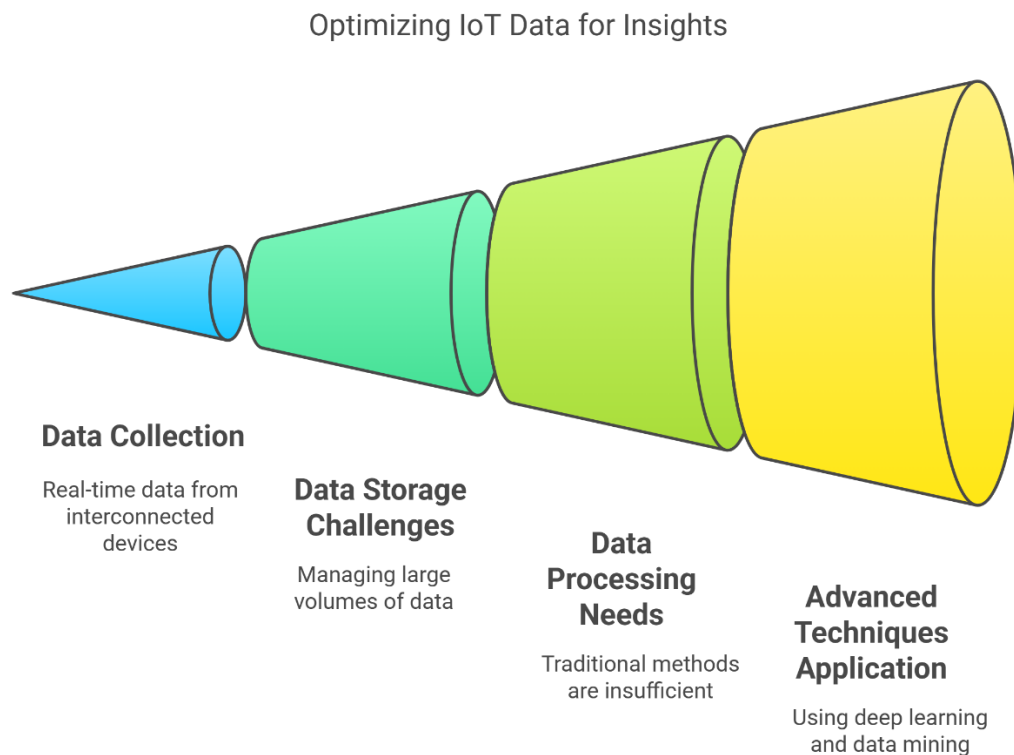 Optimizing IoT Data for Insights
Data Collection
Real-time data from
interconnected
devices
Data Storage
Challenges
Managing large
volumes of data
Data
Processing
Needs
Traditional methods
are insufficient
Advanced
Techniques
Application
Using deep learning
and data mining